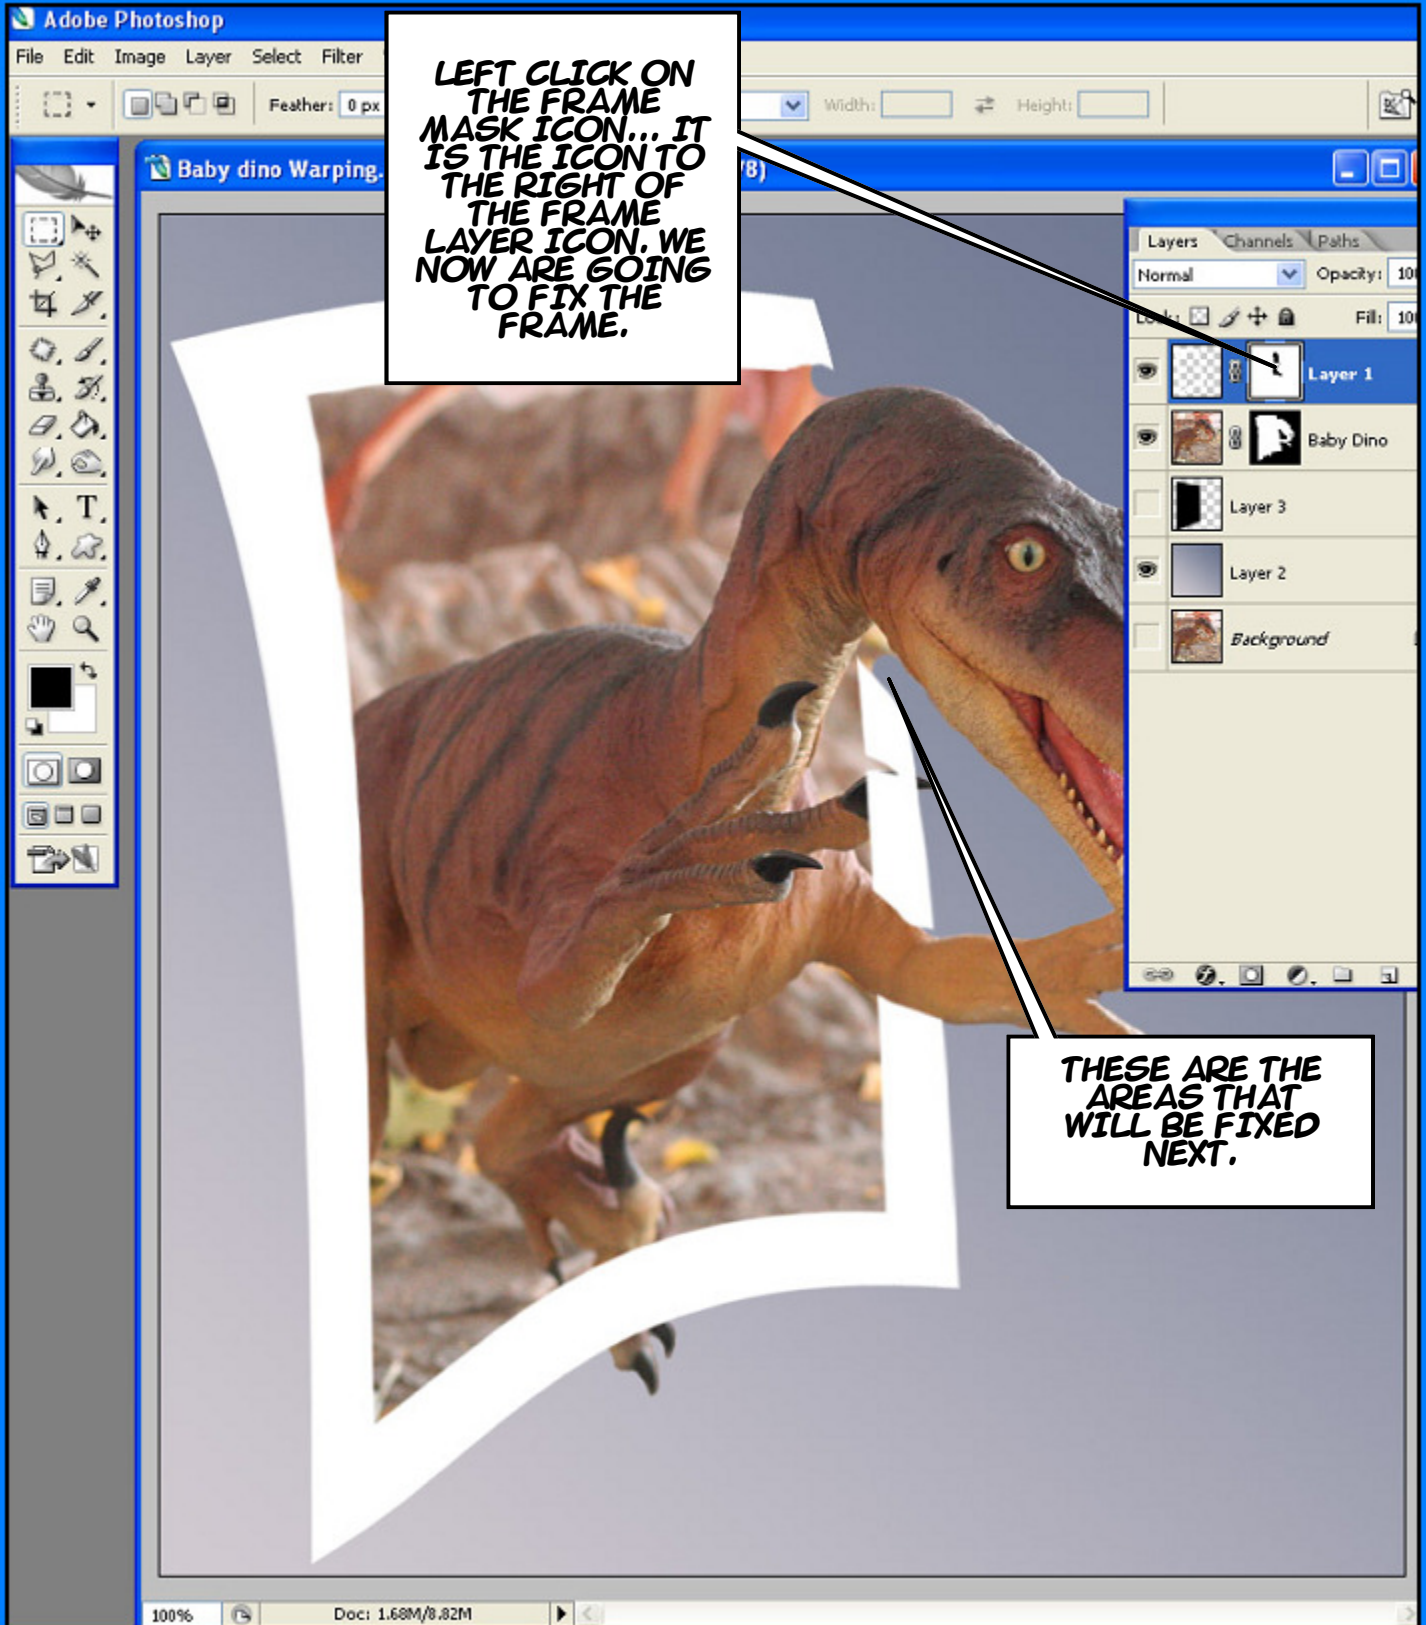 Adobe Photoshop
File Edit Image Layer Select Filter
Feather: 0 px
Width: Height:
LEFT CLICK ON
THE FRAME
MASK ICON... IT
IS THE ICON TO
THE RIGHT OF
THE FRAME
LAYER ICON. WE
NOW ARE GOING
TO FIX THE
FRAME.
Baby dino Warping.
/8)
Layers Channels Paths
Normal Opacity: 10
Fill: 10
Layer 1
Baby Dino
Layer 3
Layer 2
Background
THESE ARE THE
AREAS THAT
WILL BE FIXED
NEXT.
100% Doc: 1.68M/8.82M